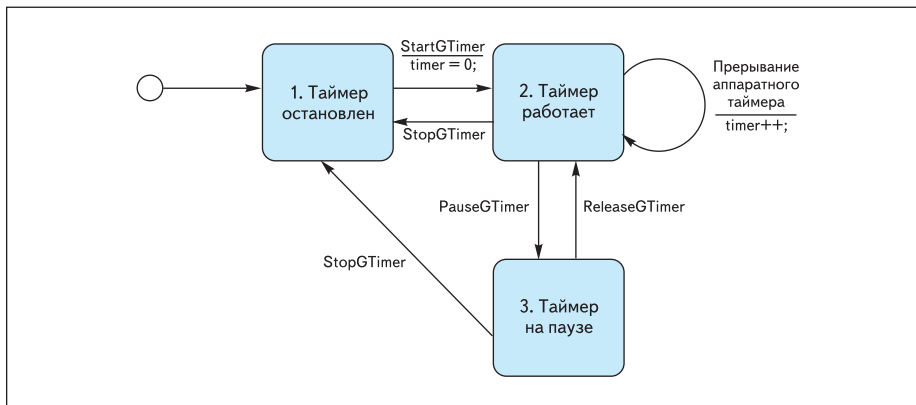 StartGTimer
timer = 0;
1. Таймер
остановлен
2. Таймер
работает
Прерывание
аппаратного
таймера
timer++;
StopGTimer
PauseGTimer
ReleaseGTimer
StopGTimer
3. Таймер
на паузе